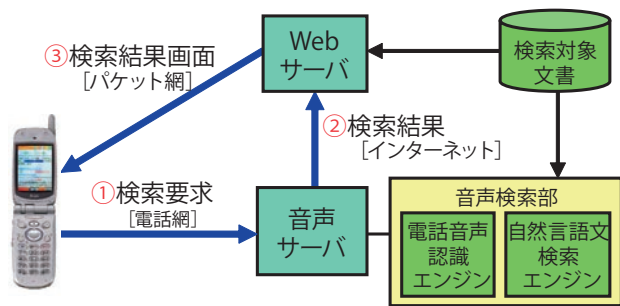 ③検索結果画面
[パケット網]
Web
サーバ
検索対象
文書
②検索結果
[インターネット]
①検索要求
[電話網]
音声
サーバ
音声検索部
電話音声
認識
エンジン
自然言語文
検索
エンジン